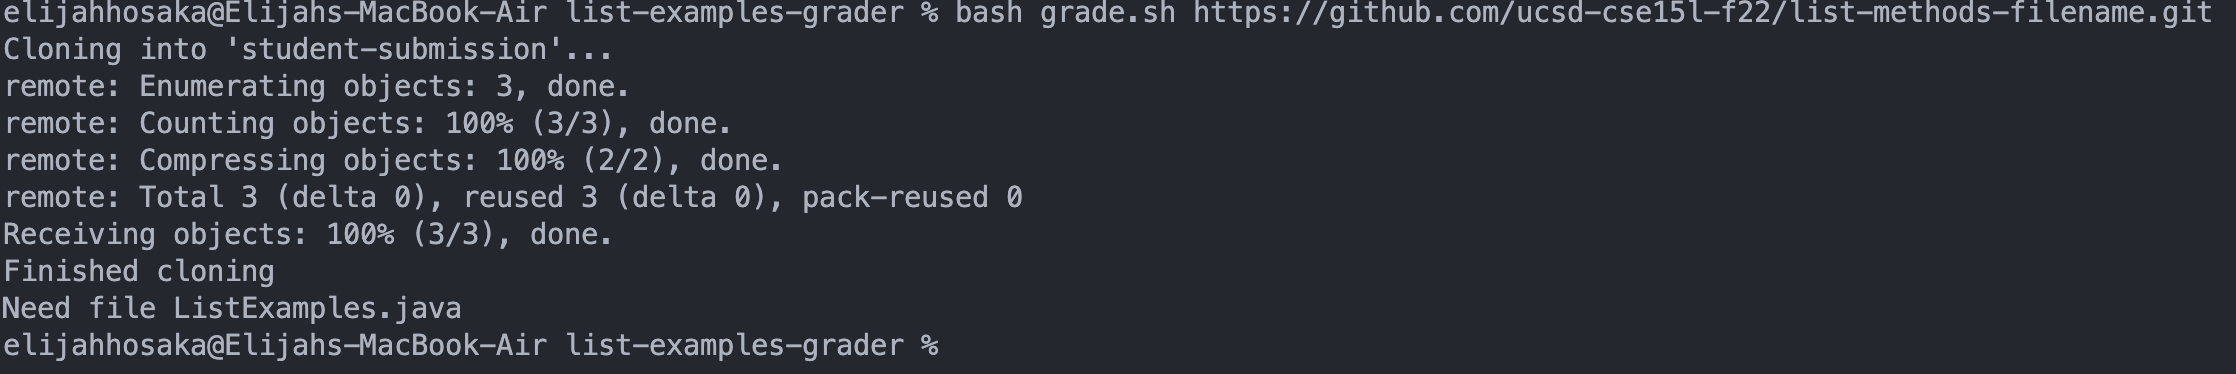 elijahhosaka@Elijahs-MacBook-Air list-examples-grader % bash grade.sh https://github.com/ucsd-cse15l-f22/list-methods-filename.git
Cloning into 'student-submission'...
remote: Enumerating objects: 3, done.
remote: Counting objects: 100% (3/3), done.
remote: Compressing objects: 100% (2/2), done.
remote: Total 3 (delta 0), reused 3 (delta 0), pack-reused 0
Receiving objects: 100% (3/3), done.
Finished cloning
Need file ListExamples.java
elijahhosaka@Elijahs-MacBook-Air list-examples-grader %